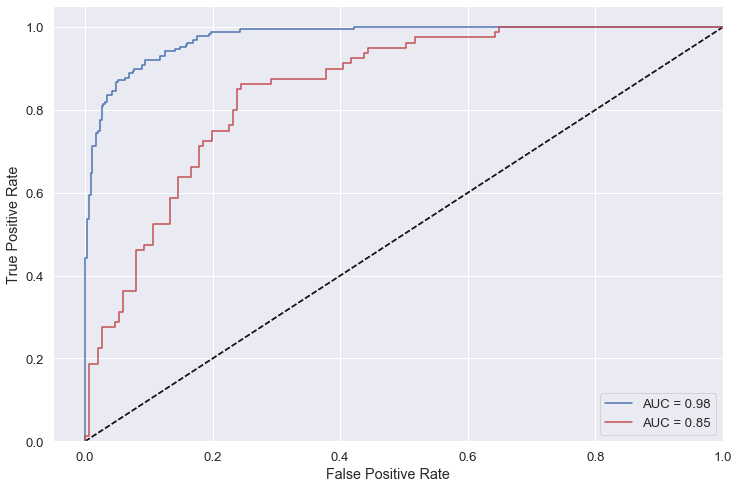 1.0
0.8
0.6
0.4
0.2
0.0
True Positive Rate
0.0 0.2 0.4 0.6 0.8 1.0
False Positive Rate
AUC = 0.98
AUC = 0.85